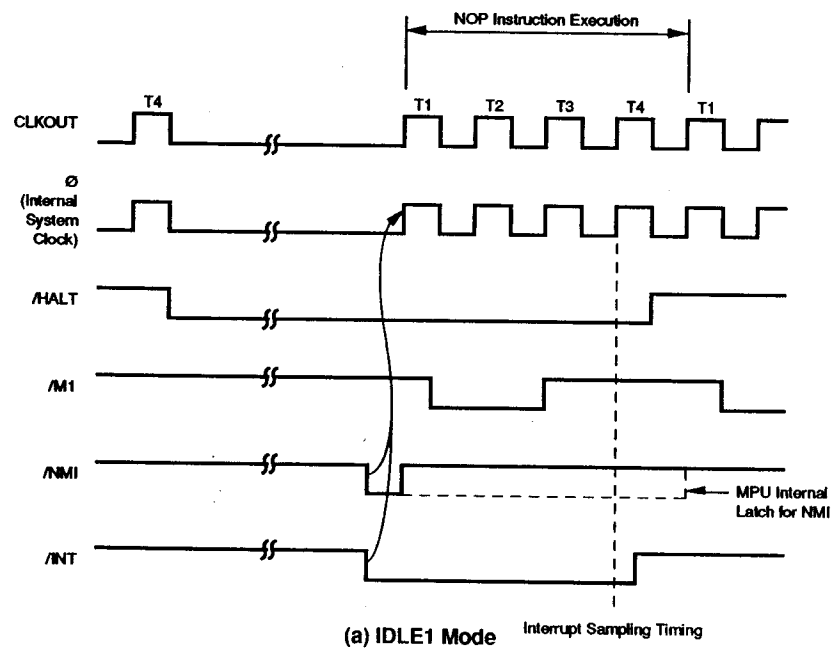 NOP Instruction Execution
T4
T1
T2
T3
T4
T1
CLKOUT
Ø
(Internal
System
Clock)
/HALT
/M1
/NMI
MPU Internal
Latch for NMI
/INT
(a) IDLE1 Mode
Interrupt Sampling Timing